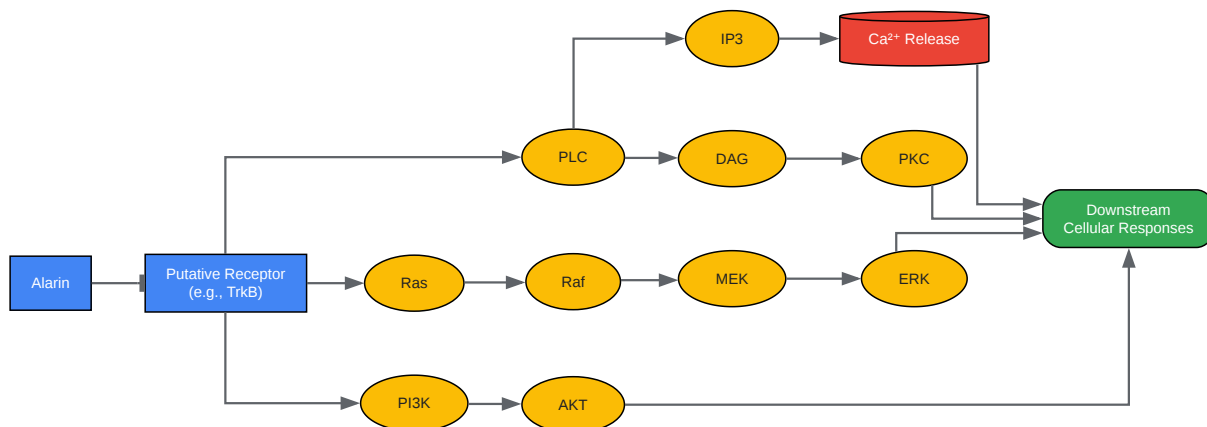 IP3
Ca²⁺ Release
PLC
DAG
PKC
Downstream
Cellular Responses
Alarin
Putative Receptor
(e.g., TrkB)
Ras
Raf
MEK
ERK
PI3K
AKT